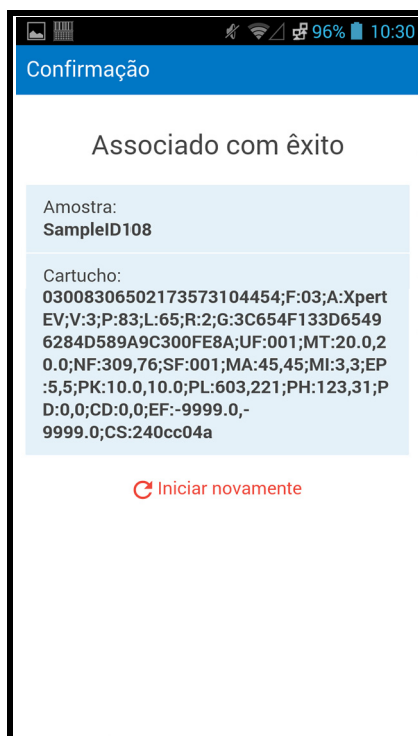 96% 10:30
Confirmação
Associado com êxito
Amostra:
SampleID108
Cartucho:
03008306502173573104454;F:03;A:Xpert
EV;V:3;P:83;L:65;R:2;G:3C654F133D6549
6284D589A9C300FE8A;UF:001;MT:20.0,2
0.0;NF:309,76;SF:001;MA:45,45;MI:3,3;EP
:5,5;PK:10.0,10.0;PL:603,221;PH:123,31;P
D:0,0;CD:0,0;EF:-9999.0,-
9999.0;CS:240cc04a
Iniciar novamente